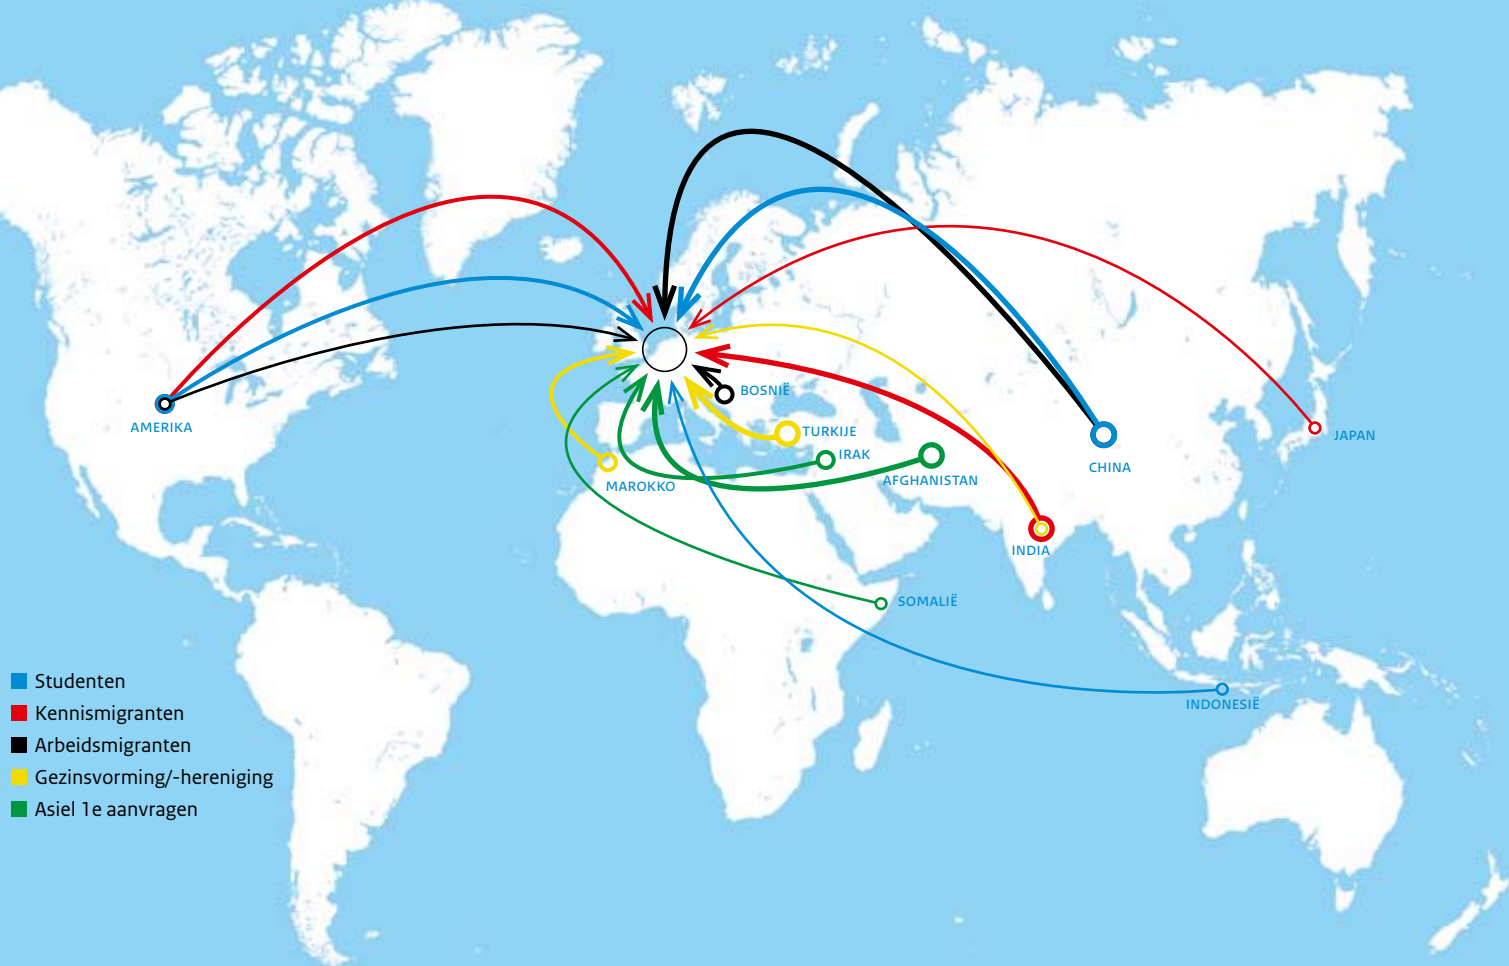 AMERIKA
BOSNIË
TURKIJE
IRAK
AFGHANISTAN
MAROKKO
JAPAN
CHINA
INDIA
SOMALIË
INDONESIË
Studenten
Kennismigranten
Arbeidsmigranten
Gezinsvorming/-hereniging
Asiel 1e aanvragen